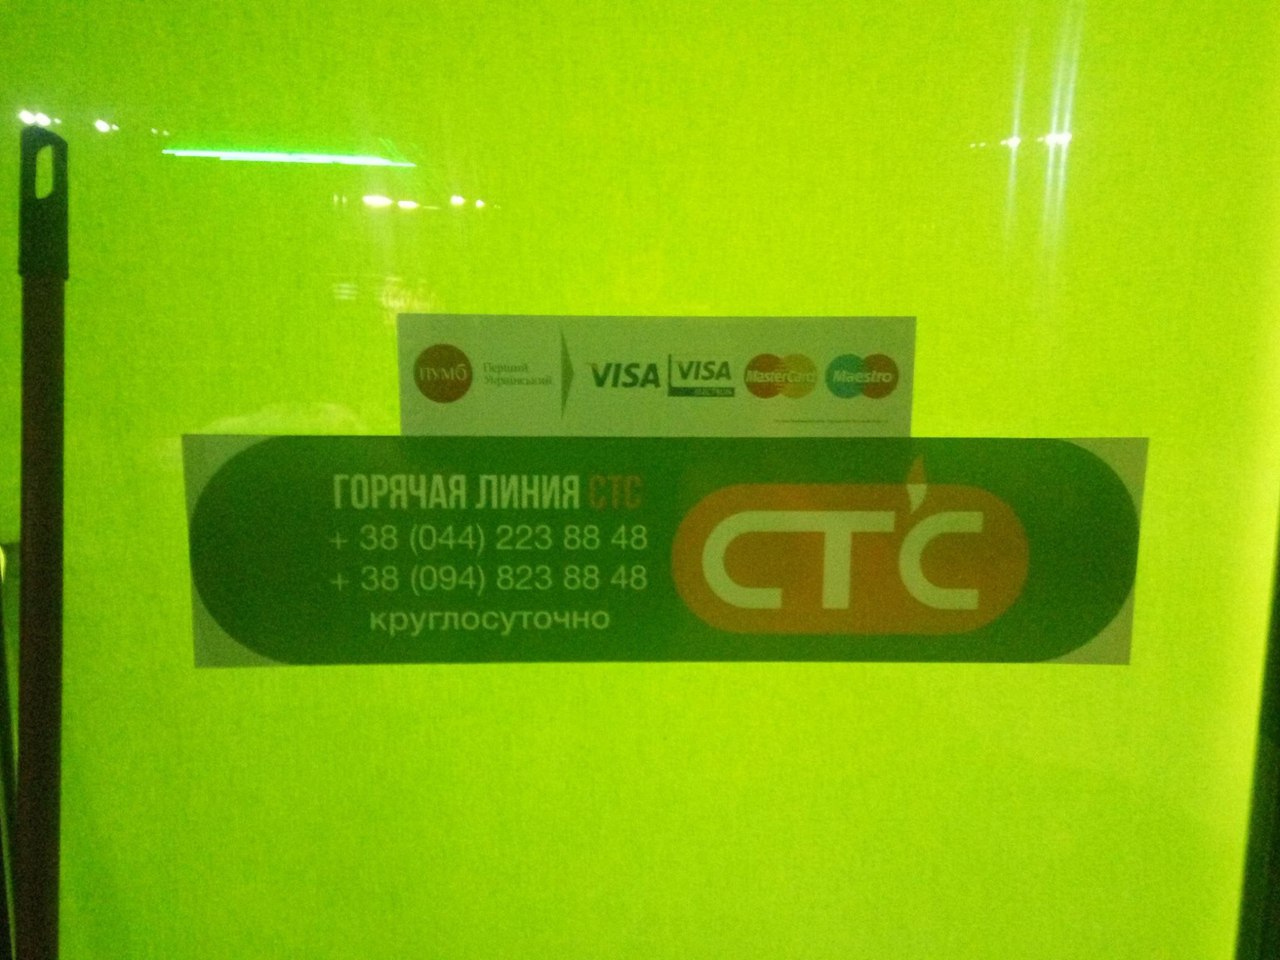 пумб
Перший
Український
VISA
VISA
ELECTRON
MasterCard
Maestro
ГОРЯЧАЯ ЛИНИЯ СТС
+ 38 (044) 223 88 48
+ 38 (094) 823 88 48
круглосуточно
СТС